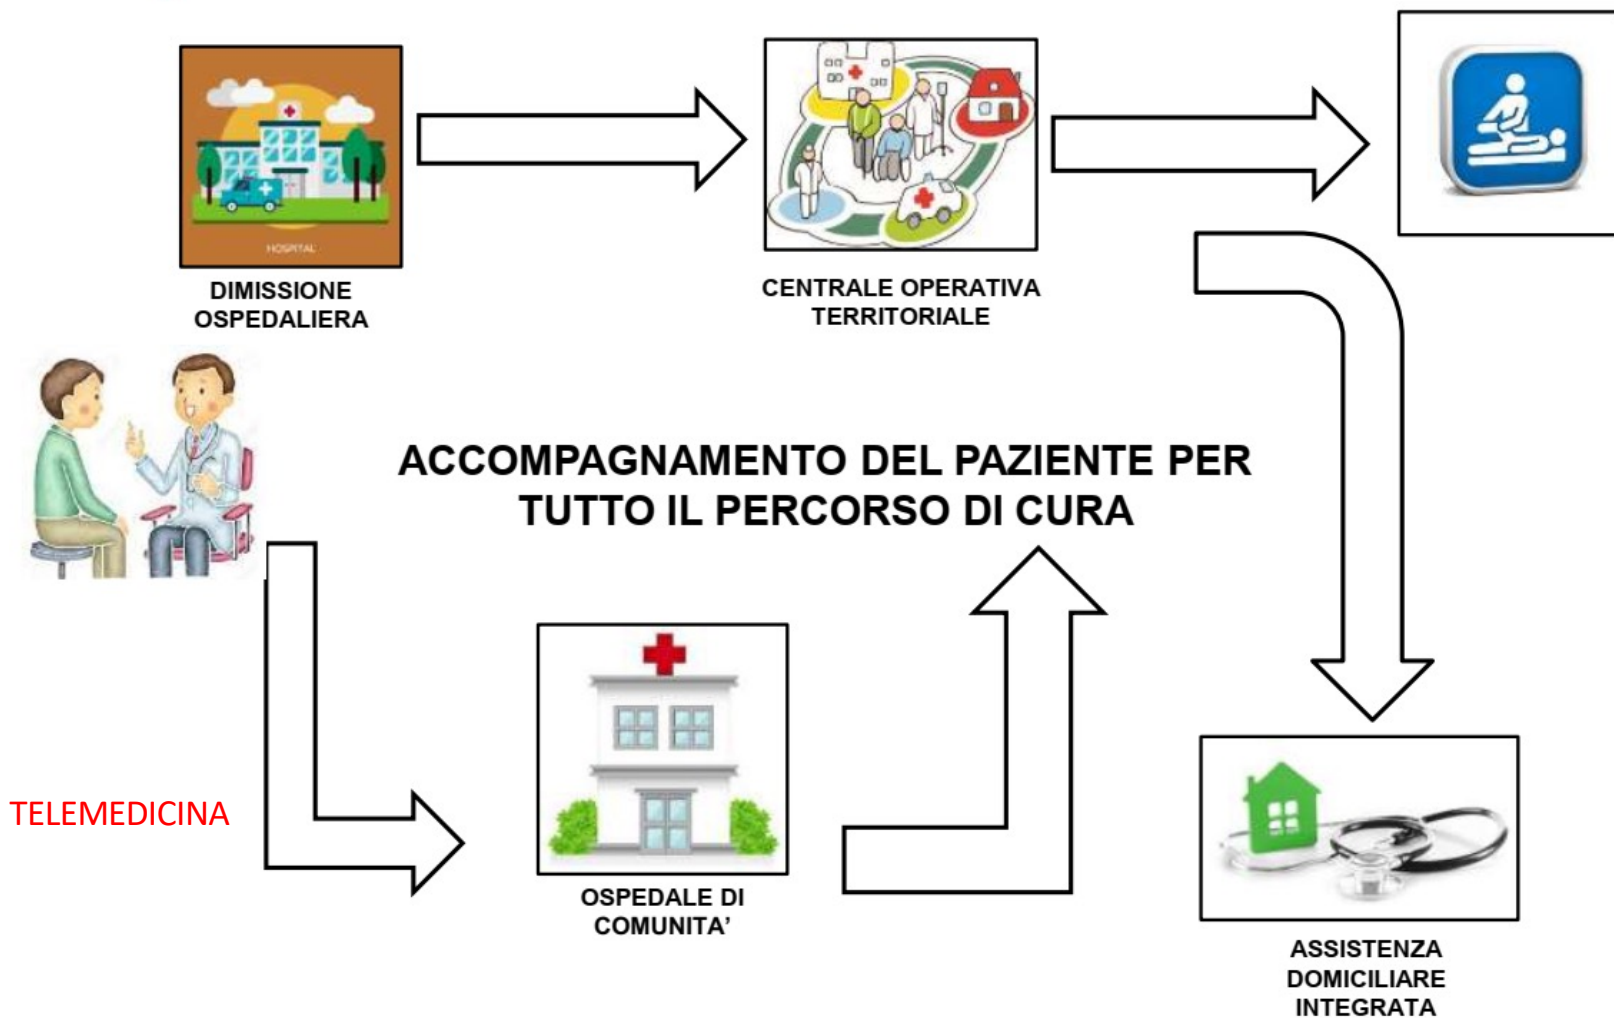 HOSPITAL
DIMISSIONE
OSPEDALIERA
CENTRALE OPERATIVA
TERRITORIALE
ACCOMPAGNAMENTO DEL PAZIENTE PER
TUTTO IL PERCORSO DI CURA
TELEMEDICINA
OSPEDALE DI
COMUNITA’
ASSISTENZA
DOMICILIARE
INTEGRATA